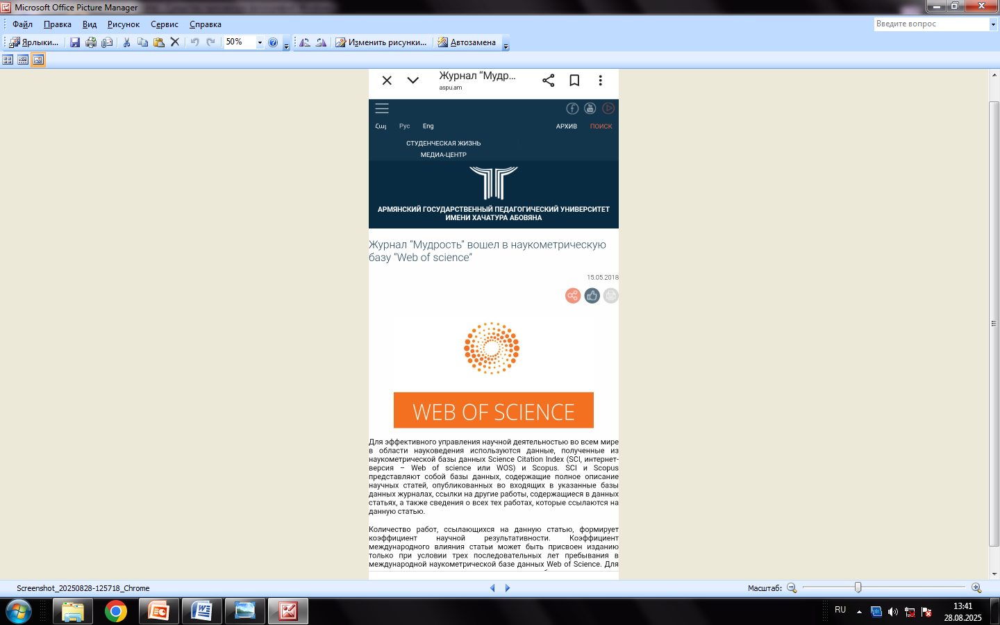 Microsoft Office Picture Manager
Файл Правка Вид Рисунок Сервис Справка
Введите вопрос
Ярлыки... 50% Изменить рисунки... Автозамена
Журнал “Мудр...
aspu.am
Հայ Рус Eng АРХИВ ПОИСК
СТУДЕНЧЕСКАЯ ЖИЗНЬ
МЕДИА-ЦЕНТР
АРМЯНСКИЙ ГОСУДАРСТВЕННЫЙ ПЕДАГОГИЧЕСКИЙ УНИВЕРСИТЕТ
ИМЕНИ ХАЧАТУРА АБОВЯНА
Журнал “Мудрость” вошел в наукометрическую
базу “Web of science”
15.05.2018
WEB OF SCIENCE
Для эффективного управления научной деятельностью во всем мире
в области науковедения используются данные, полученные из
наукометрической базы данных Science Citation Index (SCI, интернет-
версия – Web of science или WOS) и Scopus. SCI и Scopus
представляют собой базы данных, содержащие полное описание
научных статей, опубликованных во входящих в указанные базы
данных журналах, ссылки на другие работы, содержащиеся в данных
статьях, а также сведения о всех тех работах, которые ссылаются на
данную статью.
Количество работ, ссылающихся на данную статью, формирует
коэффициент научной результативности. Коэффициент
международного влияния статьи может быть присвоен изданию
только при условии трех последовательных лет пребывания в
международной наукометрической базе данных Web of Science. Для
Screenshot_20250828-125718_Chrome
Масштаб:
RU
13:41
28.08.2025